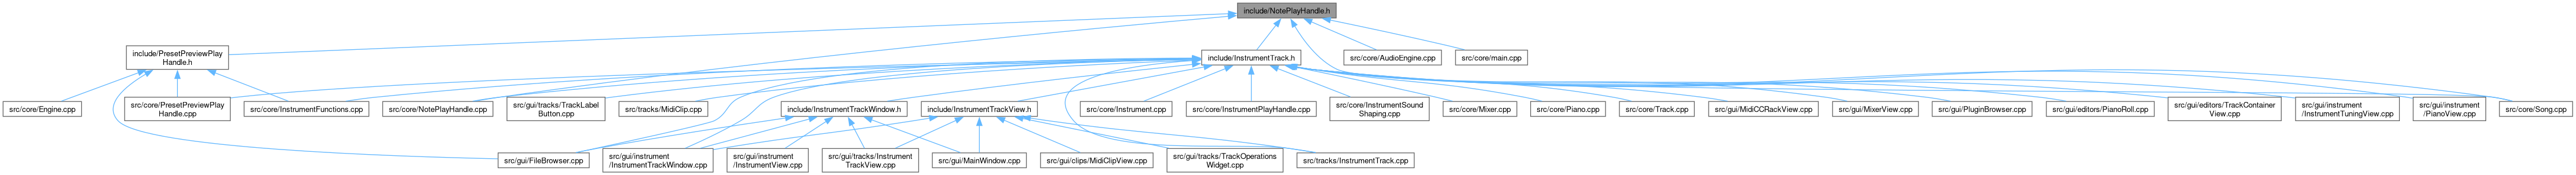 include/NotePlayHandle.h
include/PresetPreviewPlay
Handle.h
include/InstrumentTrack.h
src/core/AudioEngine.cpp
src/core/main.cpp
src/core/Engine.cpp
src/core/PresetPreviewPlay
Handle.cpp
src/core/InstrumentFunctions.cpp
src/core/NotePlayHandle.cpp
src/gui/tracks/TrackLabel
Button.cpp
src/tracks/MidiClip.cpp
include/InstrumentTrackWindow.h
include/InstrumentTrackView.h
src/core/Instrument.cpp
src/core/InstrumentPlayHandle.cpp
src/core/InstrumentSound
Shaping.cpp
src/core/Mixer.cpp
src/core/Piano.cpp
src/core/Track.cpp
src/gui/MidiCCRackView.cpp
src/gui/MixerView.cpp
src/gui/PluginBrowser.cpp
src/gui/editors/PianoRoll.cpp
src/gui/editors/TrackContainer
View.cpp
src/gui/instrument
/InstrumentTuningView.cpp
src/gui/instrument
/PianoView.cpp
src/core/Song.cpp
src/gui/FileBrowser.cpp
src/gui/instrument
/InstrumentTrackWindow.cpp
src/gui/instrument
/InstrumentView.cpp
src/gui/tracks/Instrument
TrackView.cpp
src/gui/MainWindow.cpp
src/gui/clips/MidiClipView.cpp
src/gui/tracks/TrackOperations
Widget.cpp
src/tracks/InstrumentTrack.cpp